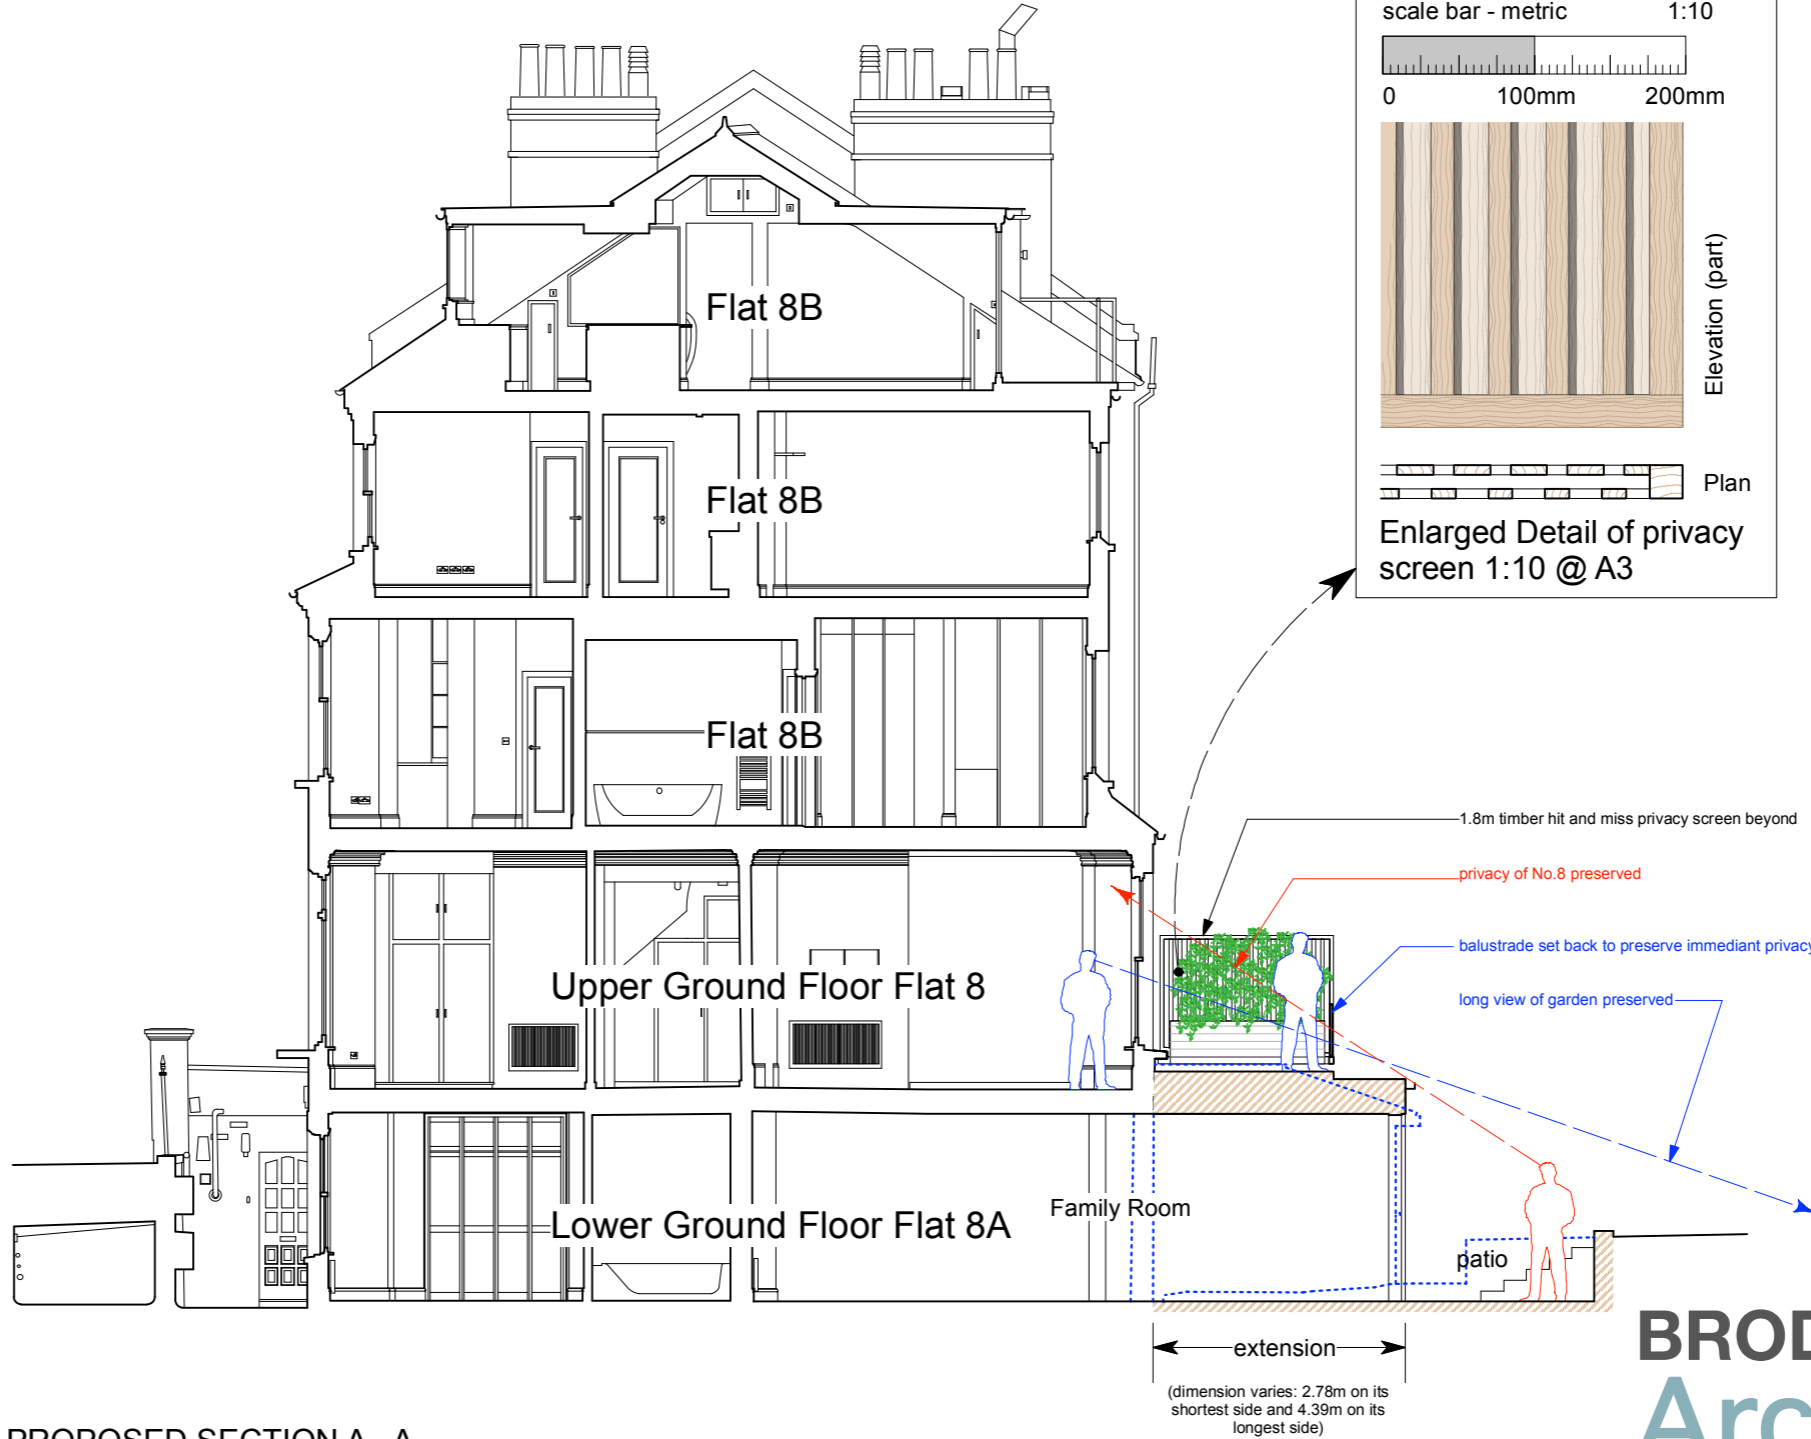 scale bar - metric 1:10
0 100mm 200mm
Elevation (part)
Plan
Enlarged Detail of privacy
screen 1:10 @ A3
Flat 8B
Flat 8B
Flat 8B
1.8m timber hit and miss privacy screen beyond
privacy of No.8 preserved
balustrade set back to preserve immediant privacy
long view of garden preserved
Upper Ground Floor Flat 8
Family Room
Lower Ground Floor Flat 8A
patio
extension
(dimension varies: 2.78m on its
shortest side and 4.39m on its
longest side)
BROD
Arc
PROPOSED SECTION A - A